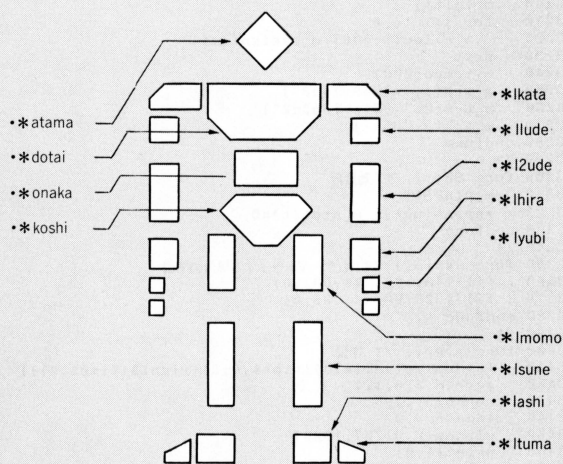 ·*atama
·*dotai
·*onaka
·*koshi
·*lkata
·*l1ude
·*l2ude
·*lhira
·*lyubi
·*lmomo
·*lsune
·*lashi
·*ltuma